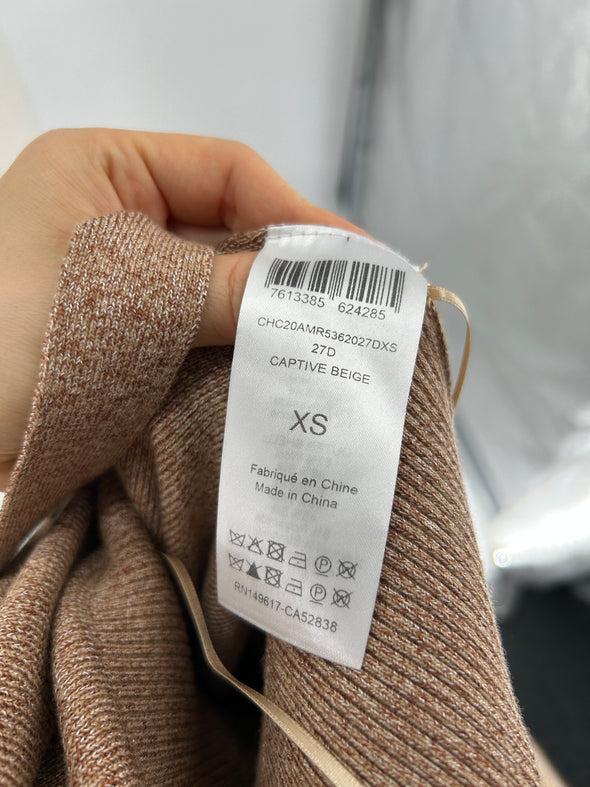 7613385 624285
CHC20AMR5362027DXS
27D
CAPTIVE BEIGE
XS
Fabriqué en Chine
Made in China
P
P
RN149617-CA52838